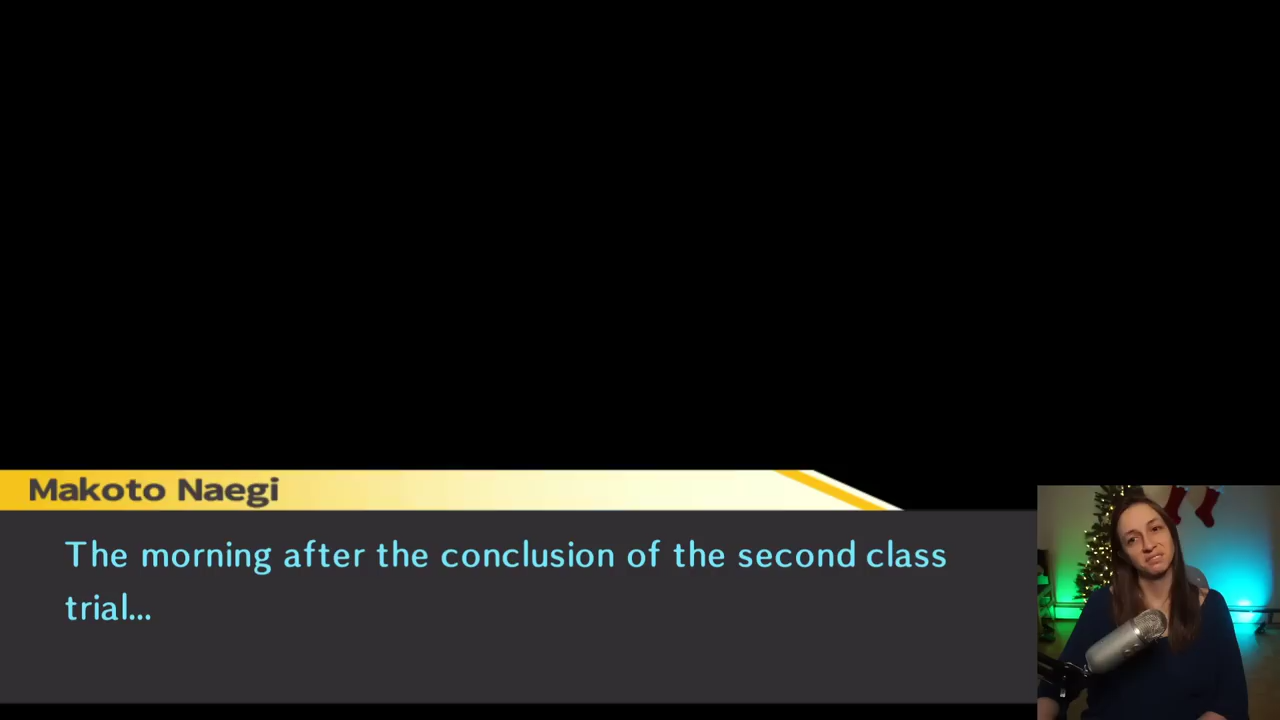 Makoto Naegi
The morning after the conclusion of the second class
trial...